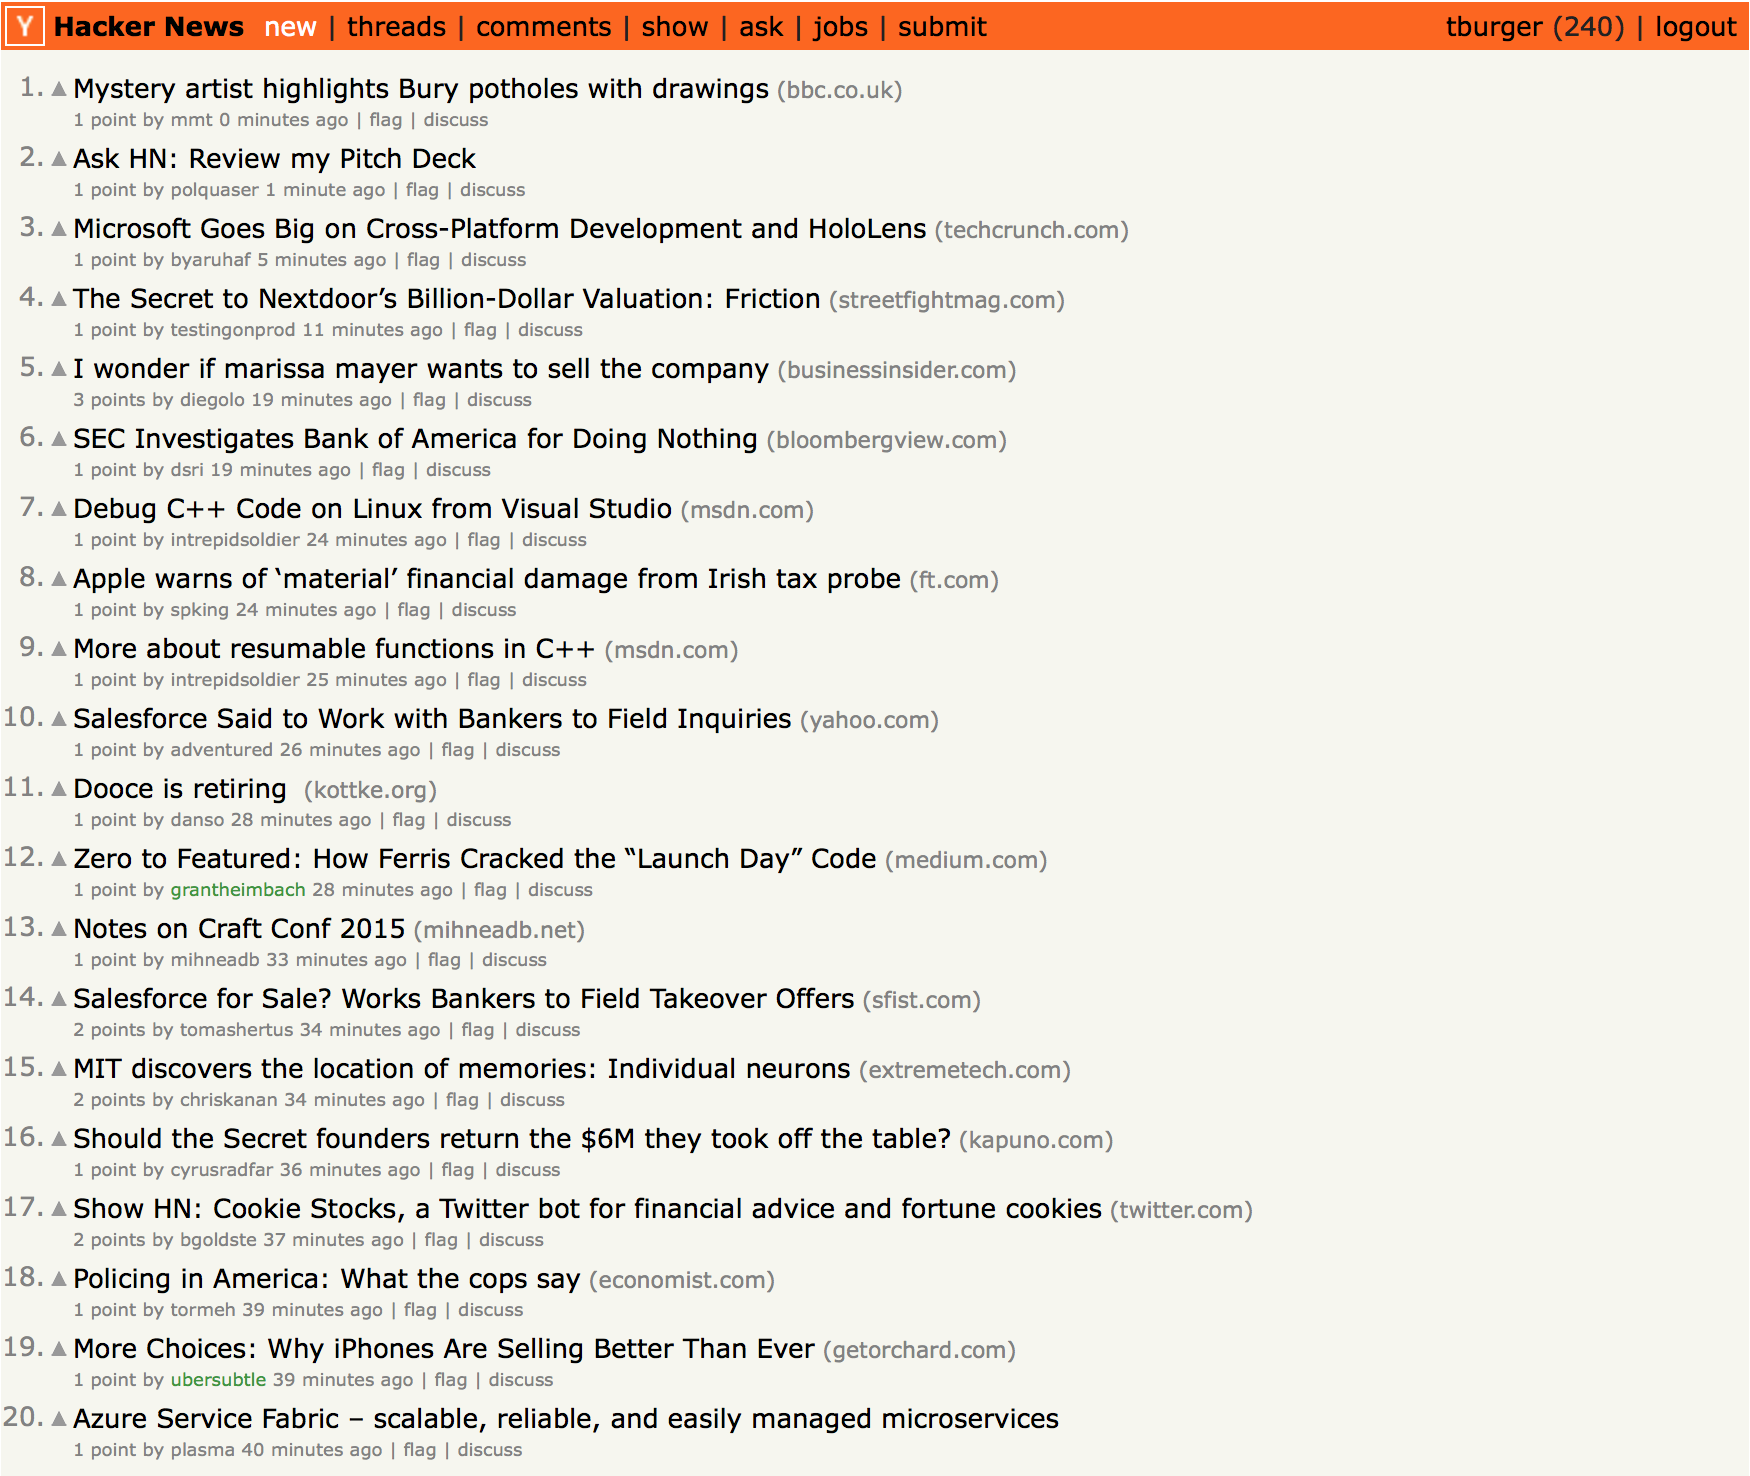 Y Hacker News new | threads | comments | show | ask | jobs | submit tburger (240) | logout
1. ▲ Mystery artist highlights Bury potholes with drawings (bbc.co.uk)
1 point by mmt 0 minutes ago | flag | discuss
2. ▲ Ask HN: Review my Pitch Deck
1 point by polquaser 1 minute ago | flag | discuss
3. ▲ Microsoft Goes Big on Cross-Platform Development and HoloLens (techcrunch.com)
1 point by byaruhaf 5 minutes ago | flag | discuss
4. ▲ The Secret to Nextdoor’s Billion-Dollar Valuation: Friction (streetfightmag.com)
1 point by testingonprod 11 minutes ago | flag | discuss
5. ▲ I wonder if marissa mayer wants to sell the company (businessinsider.com)
3 points by diegolo 19 minutes ago | flag | discuss
6. ▲ SEC Investigates Bank of America for Doing Nothing (bloombergview.com)
1 point by dsri 19 minutes ago | flag | discuss
7. ▲ Debug C++ Code on Linux from Visual Studio (msdn.com)
1 point by intrepidsoldier 24 minutes ago | flag | discuss
8. ▲ Apple warns of ‘material’ financial damage from Irish tax probe (ft.com)
1 point by spking 24 minutes ago | flag | discuss
9. ▲ More about resumable functions in C++ (msdn.com)
1 point by intrepidsoldier 25 minutes ago | flag | discuss
10. ▲ Salesforce Said to Work with Bankers to Field Inquiries (yahoo.com)
1 point by adventured 26 minutes ago | flag | discuss
11. ▲ Dooce is retiring (kottke.org)
1 point by danso 28 minutes ago | flag | discuss
12. ▲ Zero to Featured: How Ferris Cracked the “Launch Day” Code (medium.com)
1 point by grantheimbach 28 minutes ago | flag | discuss
13. ▲ Notes on Craft Conf 2015 (mihneadb.net)
1 point by mihneadb 33 minutes ago | flag | discuss
14. ▲ Salesforce for Sale? Works Bankers to Field Takeover Offers (sfist.com)
2 points by tomashertus 34 minutes ago | flag | discuss
15. ▲ MIT discovers the location of memories: Individual neurons (extremetech.com)
2 points by chriskanan 34 minutes ago | flag | discuss
16. ▲ Should the Secret founders return the $6M they took off the table? (kapuno.com)
1 point by cyrusradfar 36 minutes ago | flag | discuss
17. ▲ Show HN: Cookie Stocks, a Twitter bot for financial advice and fortune cookies (twitter.com)
2 points by bgoldste 37 minutes ago | flag | discuss
18. ▲ Policing in America: What the cops say (economist.com)
1 point by tormeh 39 minutes ago | flag | discuss
19. ▲ More Choices: Why iPhones Are Selling Better Than Ever (getorchard.com)
1 point by ubersubtle 39 minutes ago | flag | discuss
20. ▲ Azure Service Fabric – scalable, reliable, and easily managed microservices
1 point by plasma 40 minutes ago | flag | discuss